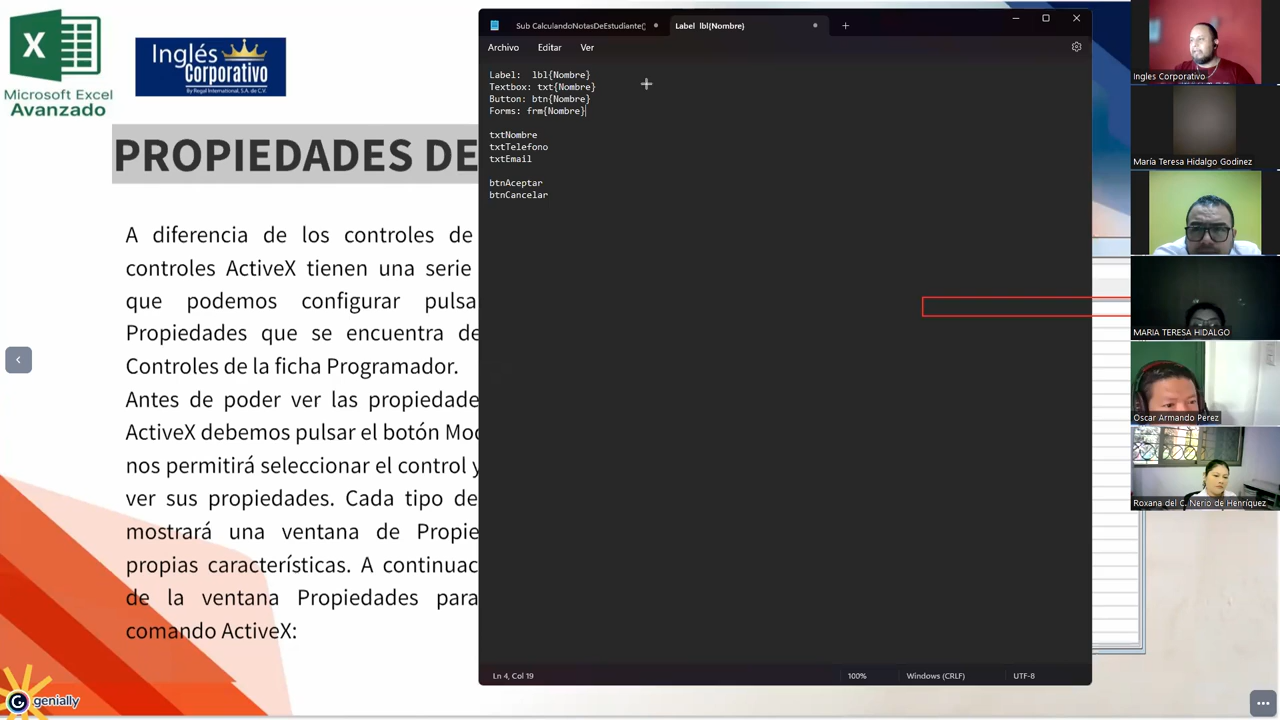 Microsoft Excel
Avanzado
Inglés
Corporativo
By Regal International, S.A. de C.V.
PROPIEDADES DE
A diferencia de los controles de
controles ActiveX tienen una serie
que podemos configurar pulsa
Propiedades que se encuentra de
Controles de la ficha Programador.
Antes de poder ver las propiedade
ActiveX debemos pulsar el botón Mo
nos permitirá seleccionar el control y
ver sus propiedades. Cada tipo de
mostrará una ventana de Propie
propias características. A continuac
de la ventana Propiedades para
comando ActiveX:
genially
Sub CalculandoNotasDeEstudiante()
Label lbl{Nombre}
Archivo Editar Ver
Label: lbl{Nombre}
Textbox: txt{Nombre}
Button: btn{Nombre}
Forms: frm{Nombre}
txtNombre
txtTelefono
txtEmail
btnAceptar
btnCancelar
Ln 4, Col 19
100%
Windows (CRLF)
UTF-8
Ingles Corporativo
María Teresa Hidalgo Godinez
MARIA TERESA HIDALGO
Oscar Armando Perez
Roxana del C. Nerio de Henríquez